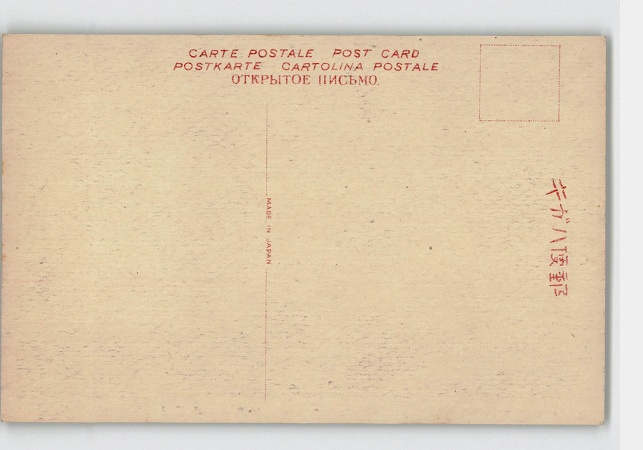 CARTE POSTALE POST CARD
POSTKARTE CARTOLINA POSTALE
ОТКРЫТОЕ ПИСЬМО.
MADE IN JAPAN
キガハ便郵